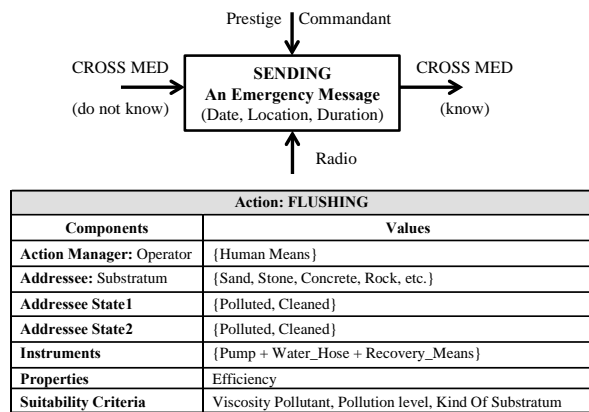 Prestige Commandant
CROSS MED
(do not know)
SENDING
An Emergency Message
(Date, Location, Duration)
CROSS MED
(know)
Radio
Action: FLUSHING
Components Values
Action Manager: Operator {Human Means}
Addressee: Substratum {Sand, Stone, Concrete, Rock, etc.}
Addressee State1 {Polluted, Cleaned}
Addressee State2 {Polluted, Cleaned}
Instruments {Pump + Water_Hose + Recovery_Means}
Properties Efficiency
Suitability Criteria Viscosity Pollutant, Pollution level, Kind Of Substratum